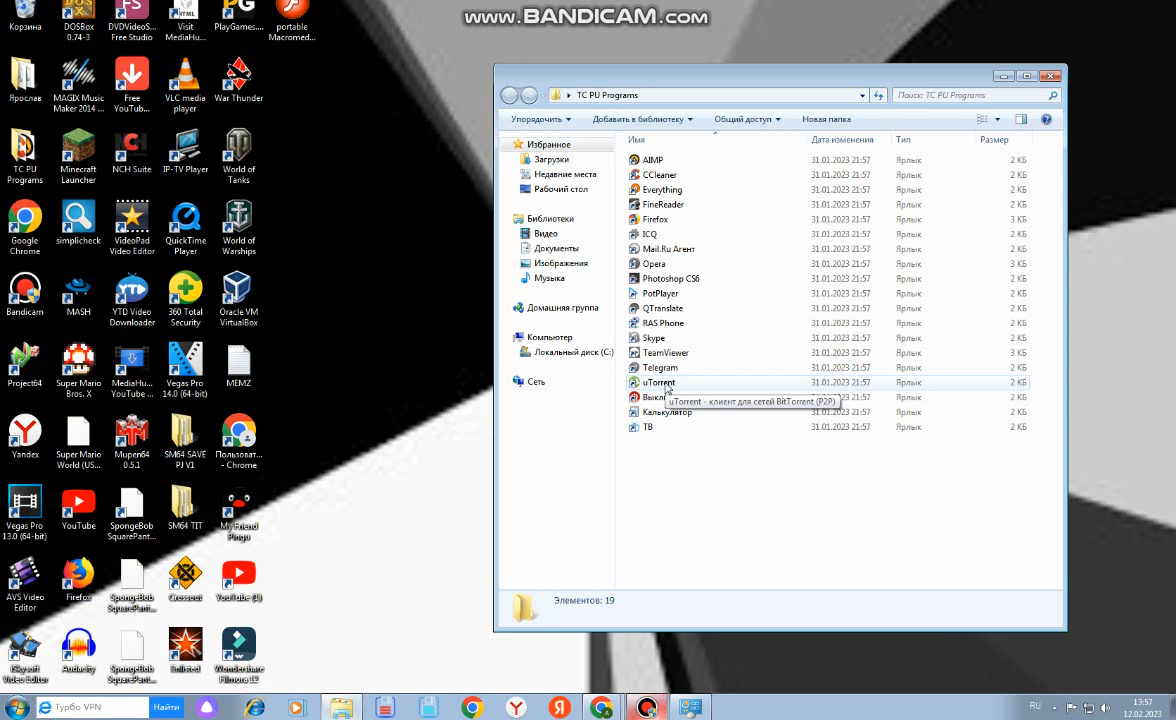 www.BANDICAM.com
Корзина
DOSBox
0.74-3
DVDVideoS...
Free Studio
Visit
MediaHu...
PlayGames...
portable
Macromed...
Ярослав
MAGIX Music
Maker 2014 ...
Free
YouTub...
VLC media
player
War Thunder
TC PU
Programs
Minecraft
Launcher
NCH Suite
IP-TV Player
World of
Tanks
Google
Chrome
simplicheck
VideoPad
Video Editor
QuickTime
Player
World of
Warships
Bandicam
MASH
YTD Video
Downloader
360 Total
Security
Oracle VM
VirtualBox
Project64
Super Mario
Bros. X
MediaHu...
YouTube ...
Vegas Pro
14.0 (64-bit)
MEMZ
Yandex
Super Mario
World (US...
Mupen64
0.5.1
SM64 SAVE
PJ V1
Пользоват...
- Chrome
Vegas Pro
13.0 (64-bit)
YouTube
SpongeBob
SquarePant...
SM64 TIT
My Friend
Pingu
AVS Video
Editor
Firefox
SpongeBob
SquarePant...
Crossout
YouTube (1)
iSkysoft
Video Editor
Audacity
SpongeBob
SquarePant...
Enlisted
Wondershare
Filmora 12
TC PU Programs
Поиск: TC PU Programs
Упорядочить
Добавить в библиотеку
Общий доступ
Новая папка
Избранное
Загрузки
Недавние места
Рабочий стол
Библиотеки
Видео
Документы
Изображения
Музыка
Домашняя группа
Компьютер
Локальный диск (C:)
Сеть
Имя Дата изменения Тип Размер
AIMP 31.01.2023 21:57 Ярлык 2 КБ
CCleaner 31.01.2023 21:57 Ярлык 2 КБ
Everything 31.01.2023 21:57 Ярлык 2 КБ
FineReader 31.01.2023 21:57 Ярлык 2 КБ
Firefox 31.01.2023 21:57 Ярлык 2 КБ
ICQ 31.01.2023 21:57 Ярлык 2 КБ
Mail.Ru Агент 31.01.2023 21:57 Ярлык 2 КБ
Opera 31.01.2023 21:57 Ярлык 3 КБ
Photoshop CS6 31.01.2023 21:57 Ярлык 2 КБ
PotPlayer 31.01.2023 21:57 Ярлык 2 КБ
QTranslate 31.01.2023 21:57 Ярлык 2 КБ
RAS Phone 31.01.2023 21:57 Ярлык 2 КБ
Skype 31.01.2023 21:57 Ярлык 2 КБ
TeamViewer 31.01.2023 21:57 Ярлык 3 КБ
Telegram 31.01.2023 21:57 Ярлык 2 КБ
uTorrent 31.01.2023 21:57 Ярлык 2 КБ
31.01.2023 21:57 Ярлык 2 КБ
uTorrent - клиент для сетей BitTorrent (P2P)
Калькулятор 31.01.2023 21:57 Ярлык 2 КБ
ТВ 31.01.2023 21:57 Ярлык 2 КБ
Элементов: 19
Турбо VPN
Найти
RU
13:57
12.02.2023